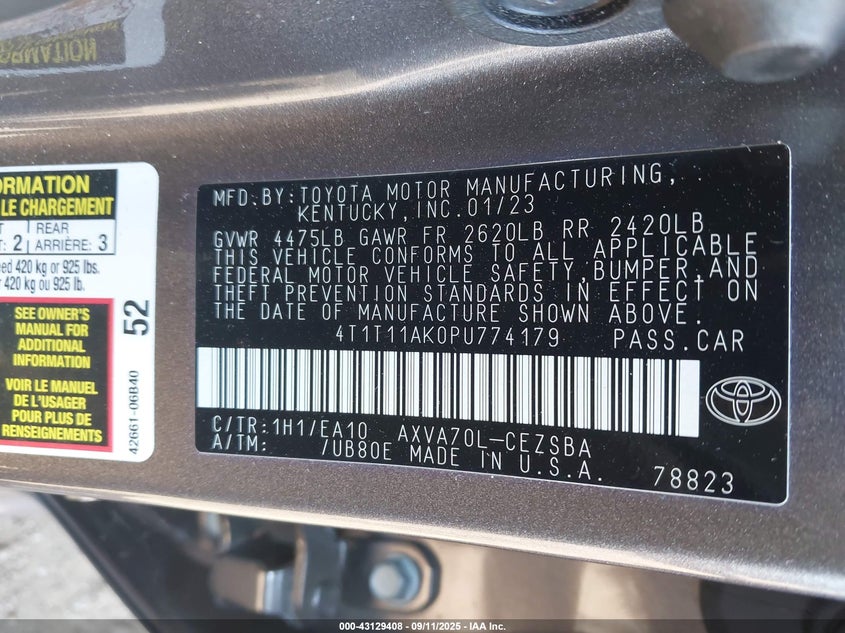 ORMATION
LE CHARGEMENT
REAR
2 ARRIÈRE: 3
420 kg or 925 lbs.
420 kg ou 925 lb.
SEE OWNER'S
MANUAL FOR
ADDITIONAL
INFORMATION
VOIR LE MANUEL
DE L'USAGER
POUR PLUS DE
RENSEIGNEMENTS
52
42661-06B40
MFD.BY:TOYOTA MOTOR MANUFACTURING,
KENTUCKY,INC.01/23
GVWR 4475LB GAWR FR 2620LB RR 2420LB
THIS VEHICLE CONFORMS TO ALL APPLICABLE
FEDERAL MOTOR VEHICLE SAFETY,BUMPER,AND
THEFT PREVENTION STANDARDS IN EFFECT ON
THE DATE OF MANUFACTURE SHOWN ABOVE.
4T1T11AK0PU774179 PASS.CAR
C/TR:1H1/EA10 AXVA70L-CEZSBA
A/TM: /UB80E MADE IN U.S.A.
78823
000-43129408 - 09/11/2025 - IAA Inc.